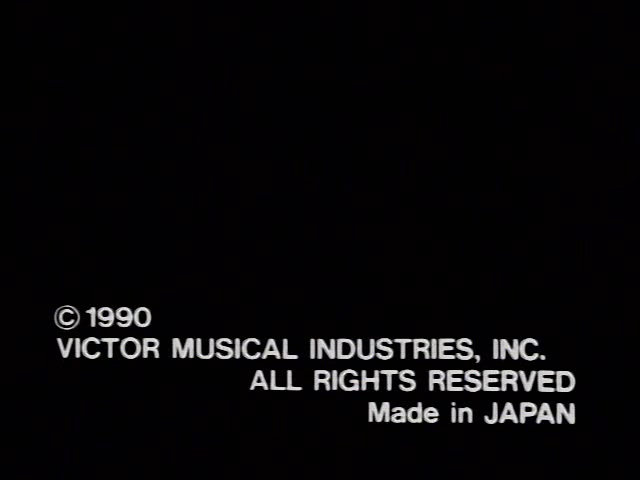 © 1990
VICTOR MUSICAL INDUSTRIES, INC.
ALL RIGHTS RESERVED
Made in JAPAN